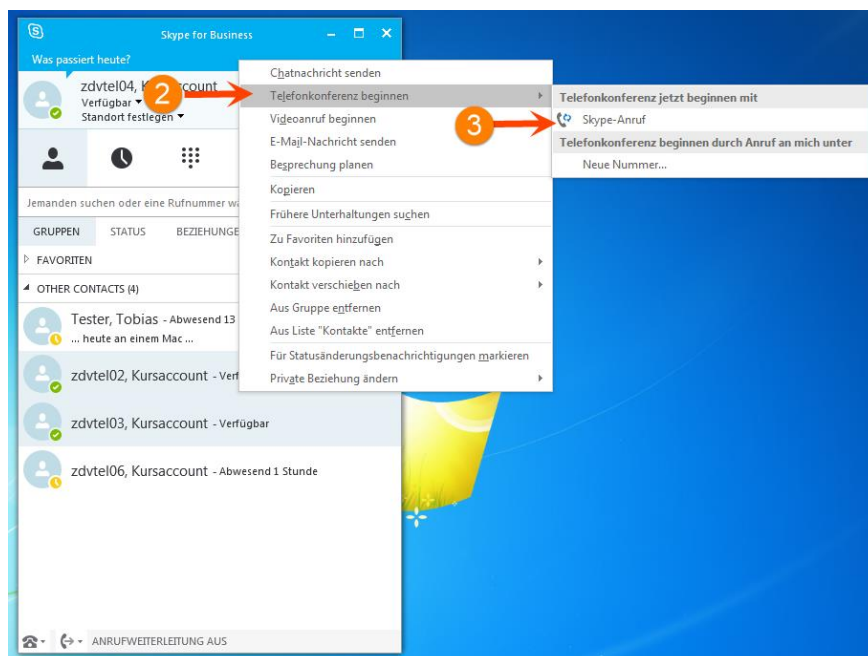 Skype for Business
Was passiert heute?
zdvtel04,
Verfügbar
Standort festlegen
Jemanden suchen oder eine Rufnummer
GRUPPEN STATUS
FAVORITEN
OTHER CONTACTS (4)
Tester, Tobias - Abwesend 13
... heute an einem Mac ...
zdvtel02, Kursaccount -
zdvtel03, Kursaccount - Verfügbar
zdvtel06, Kursaccount - Abwesend 1 Stunde
ANRUFWEITERLEITUNG AUS
2
Chatnachricht senden
Telefonkonferenz beginnen
Videoanruf beginnen
E-Mail-Nachricht senden
Besprechung planen
Kopieren
Frühere Unterhaltungen suchen
Zu Favoriten hinzufügen
Kontakt kopieren nach
Kontakt verschieben nach
Aus Gruppe entfernen
Aus Liste "Kontakte" entfernen
Für Statusänderungsbenachrichtigungen markieren
Private Beziehung ändern
3
Telefonkonferenz jetzt beginnen mit
Skype-Anruf
Telefonkonferenz beginnen durch Anruf an mich unter
Neue Nummer...